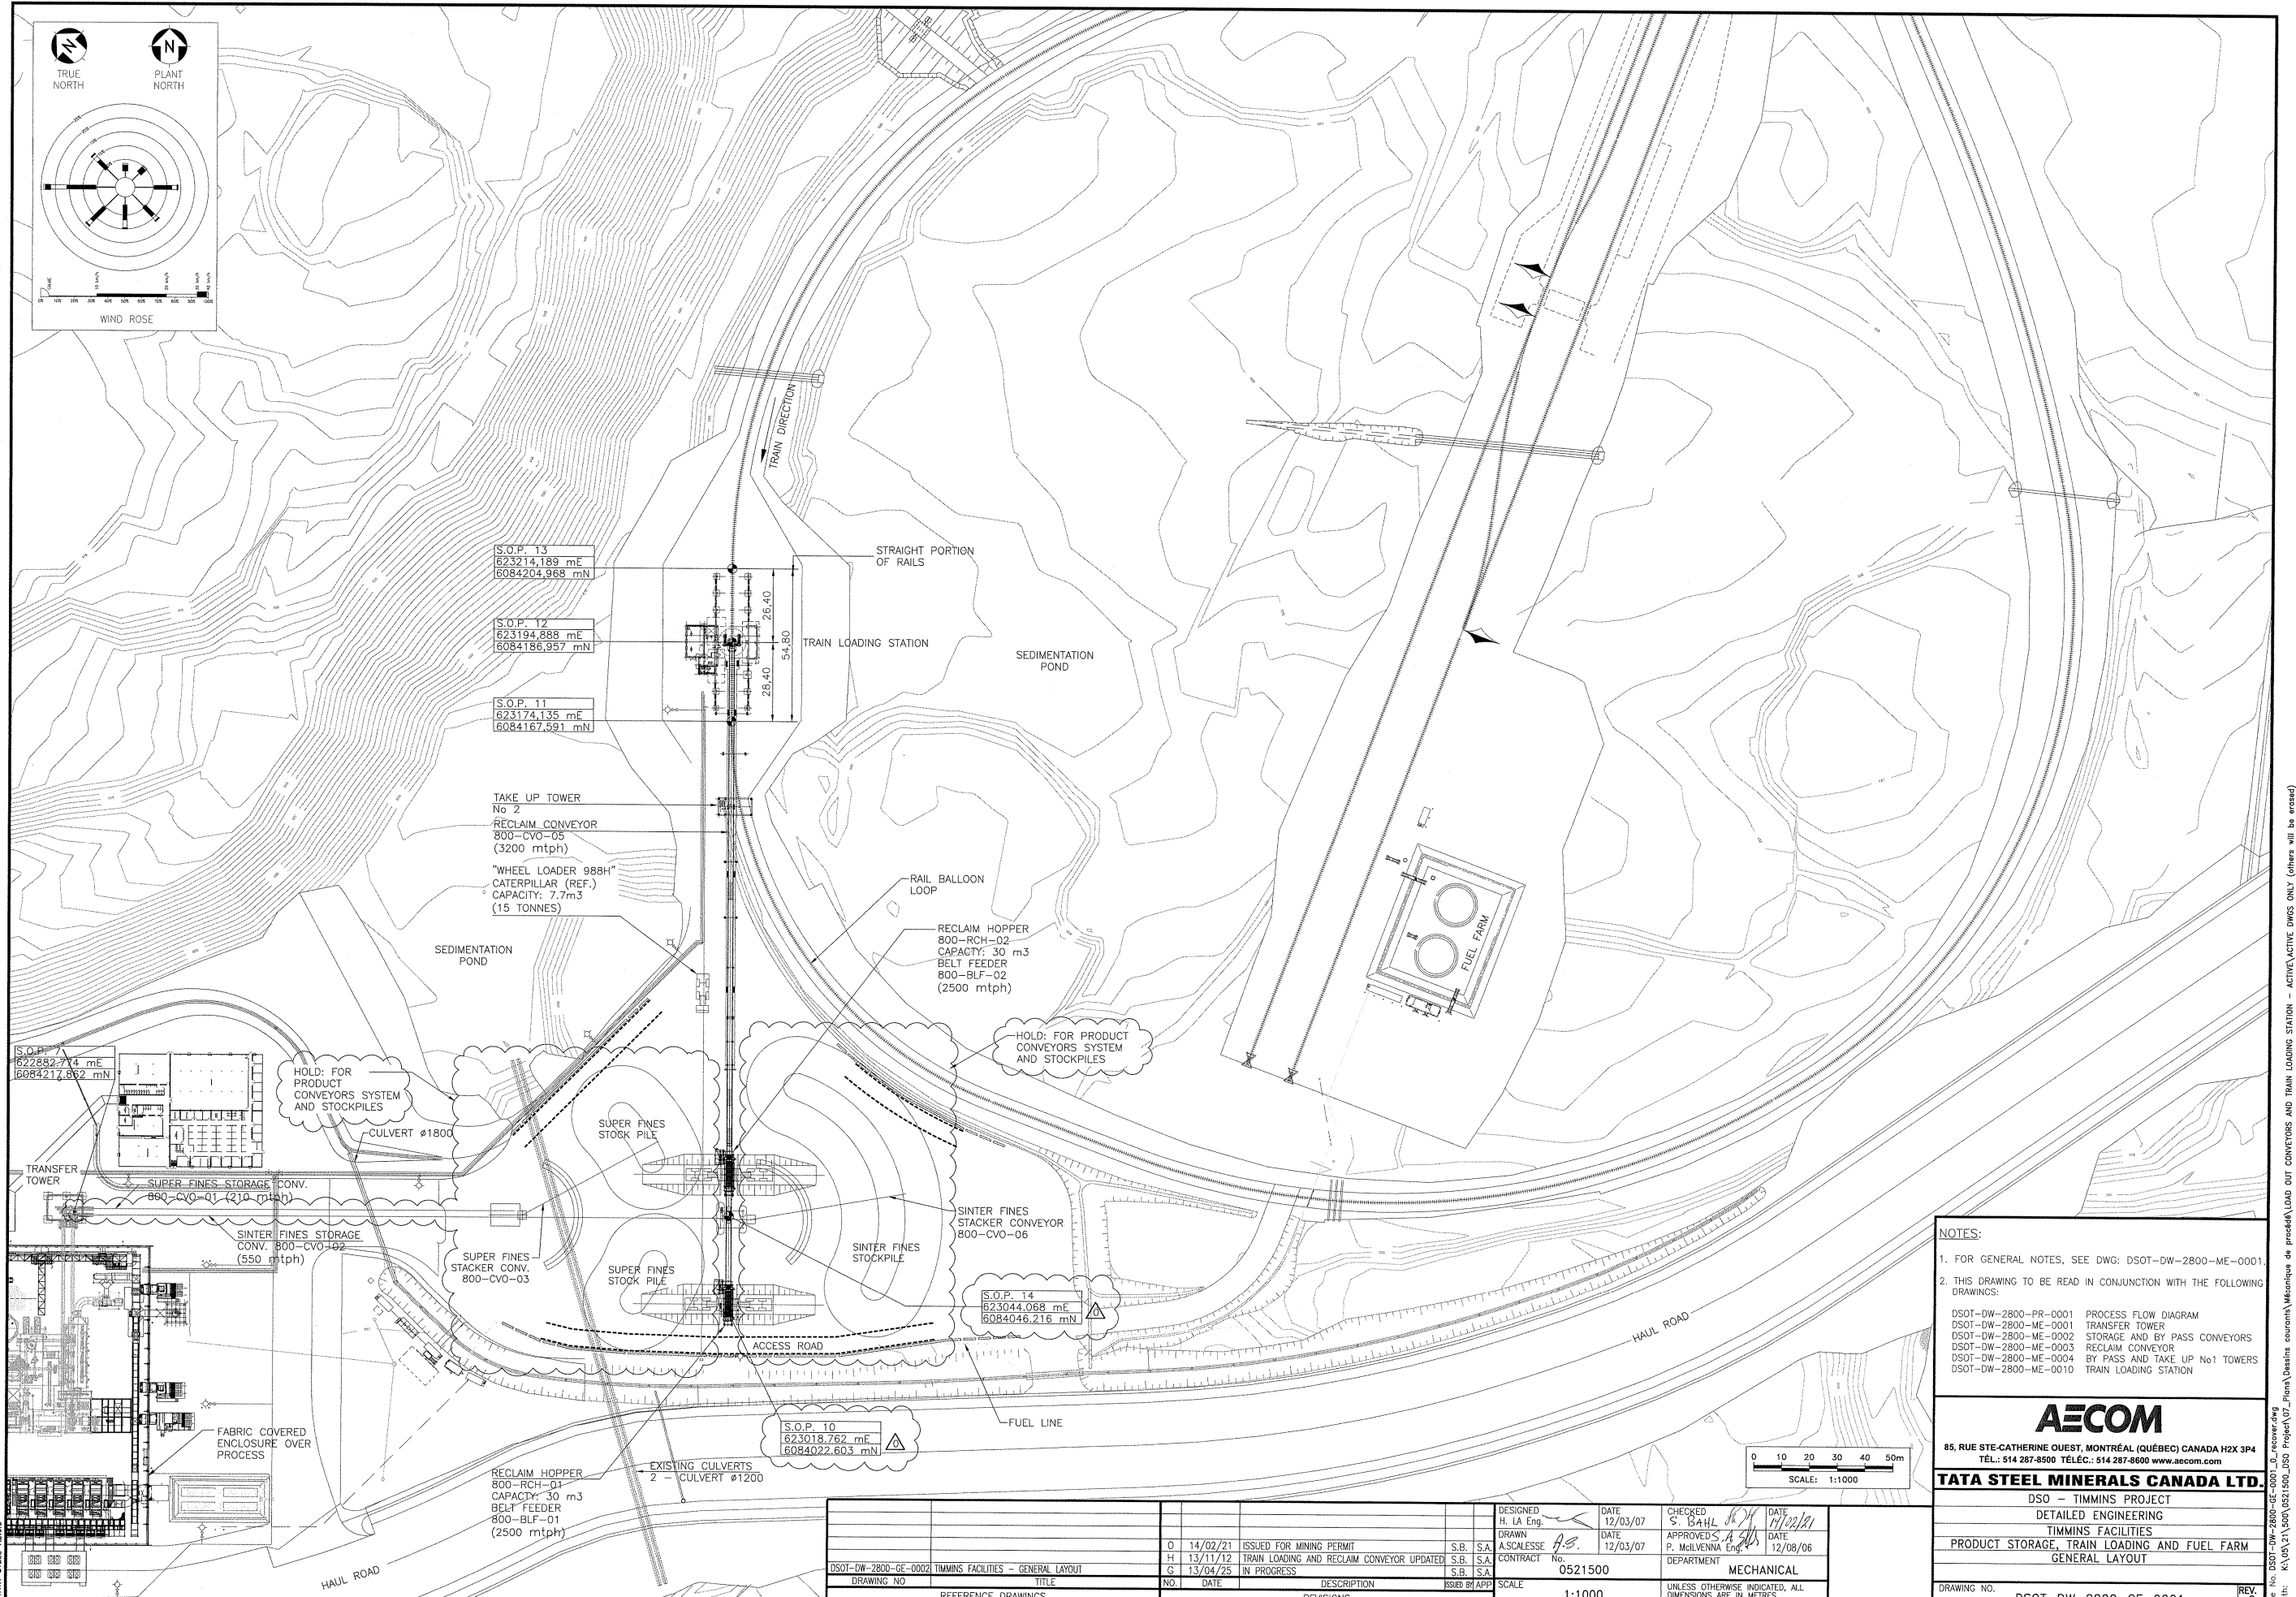 TRUE
NORTH
PLANT
NORTH
WIND ROSE
TRAIN DIRECTION
S.O.P. 13
623214,189 mE
6084204,968 mN
STRAIGHT PORTION
OF RAILS
26,40
54,80
28,40
S.O.P. 12
623194,888 mE
6084186,957 mN
TRAIN LOADING STATION
SEDIMENTATION
POND
S.O.P. 11
623174,135 mE
6084167,591 mN
TAKE UP TOWER
No 2
RECLAIM CONVEYOR
800-CVO-05
(3200 mtph)
"WHEEL LOADER 988H"
CATERPILLAR (REF.)
CAPACITY: 7.7m3
(15 TONNES)
RAIL BALLOON
LOOP
SEDIMENTATION
POND
RECLAIM HOPPER
800-RCH-02
CAPACTY: 30 m3
BELT FEEDER
800-BLF-02
(2500 mtph)
FUEL FARM
HOLD: FOR PRODUCT
CONVEYORS SYSTEM
AND STOCKPILES
S.O.P. 7
622882.774 mE
6084217.862 mN
HOLD: FOR
PRODUCT
CONVEYORS SYSTEM
AND STOCKPILES
CULVERT ø1800
SUPER FINES
STOCK PILE
TRANSFER
TOWER
SUPER FINES STORAGE CONV.
800-CVO-01 (210 mtph)
SINTER FINES STORAGE
CONV. 800-CVO-02
(550 mtph)
SUPER FINES
STACKER CONV.
800-CVO-03
SUPER FINES
STOCK PILE
SINTER FINES
STOCKPILE
SINTER FINES
STACKER CONVEYOR
800-CVO-06
S.O.P. 14
623044.068 mE
6084046.216 mN
ACCESS ROAD
HAUL ROAD
FUEL LINE
S.O.P. 10
623018.762 mE
6084022.603 mN
FABRIC COVERED
ENCLOSURE OVER
PROCESS
EXISTING CULVERTS
2 - CULVERT ø1200
RECLAIM HOPPER
800-RCH-01
CAPACTY: 30 m3
BELT FEEDER
800-BLF-01
(2500 mtph)
HAUL ROAD
0 10 20 30 40 50m
SCALE: 1:1000
NOTES:
1. FOR GENERAL NOTES, SEE DWG: DSOT-DW-2800-ME-0001.
2. THIS DRAWING TO BE READ IN CONJUNCTION WITH THE FOLLOWING
DRAWINGS:
DSOT-DW-2800-PR-0001 PROCESS FLOW DIAGRAM
DSOT-DW-2800-ME-0001 TRANSFER TOWER
DSOT-DW-2800-ME-0002 STORAGE AND BY PASS CONVEYORS
DSOT-DW-2800-ME-0003 RECLAIM CONVEYOR
DSOT-DW-2800-ME-0004 BY PASS AND TAKE UP No1 TOWERS
DSOT-DW-2800-ME-0010 TRAIN LOADING STATION
AECOM
85, RUE STE-CATHERINE OUEST, MONTRÉAL (QUÉBEC) CANADA H2X 3P4
TÉL.: 514 287-8500 TÉLÉC.: 514 287-8600 www.aecom.com
TATA STEEL MINERALS CANADA LTD.
DSO - TIMMINS PROJECT
DETAILED ENGINEERING
TIMMINS FACILITIES
PRODUCT STORAGE, TRAIN LOADING AND FUEL FARM
GENERAL LAYOUT
DRAWING NO.
REV.
DSOT-DW-2800-GE-0002 TIMMINS FACILITIES - GENERAL LAYOUT
DRAWING NO TITLE
REFERENCE DRAWINGS
0 14/02/21 ISSUED FOR MINING PERMIT S.B. S.A.
H 13/11/12 TRAIN LOADING AND RECLAIM CONVEYOR UPDATED S.B. S.A.
G 13/04/25 IN PROGRESS S.B. S.A.
NO. DATE DESCRIPTION ISSUED BY APP
REVISIONS
DESIGNED H. LA Eng. DATE 12/03/07
CHECKED S. BAHL DATE 14/02/21
DRAWN A.SCALESSE A.S. DATE 12/03/07
APPROVED P. McILVENNA Eng. DATE 12/08/06
CONTRACT No. 0521500
DEPARTMENT MECHANICAL
SCALE 1:1000
UNLESS OTHERWISE INDICATED, ALL
DIMENSIONS ARE IN METRES